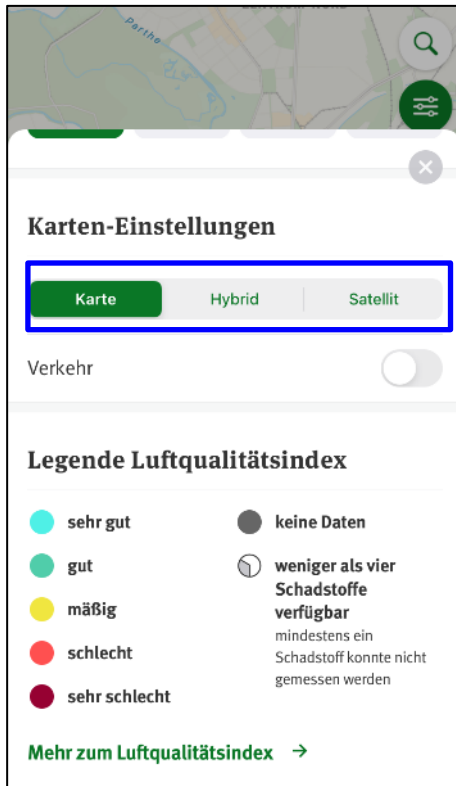 Parthe
Karten-Einstellungen
Karte Hybrid Satellit
Verkehr
Legende Luftqualitätsindex
sehr gut
gut
mäßig
schlecht
sehr schlecht
keine Daten
weniger als vier
Schadstoffe
verfügbar
mindestens ein
Schadstoff konnte nicht
gemessen werden
Mehr zum Luftqualitätsindex →